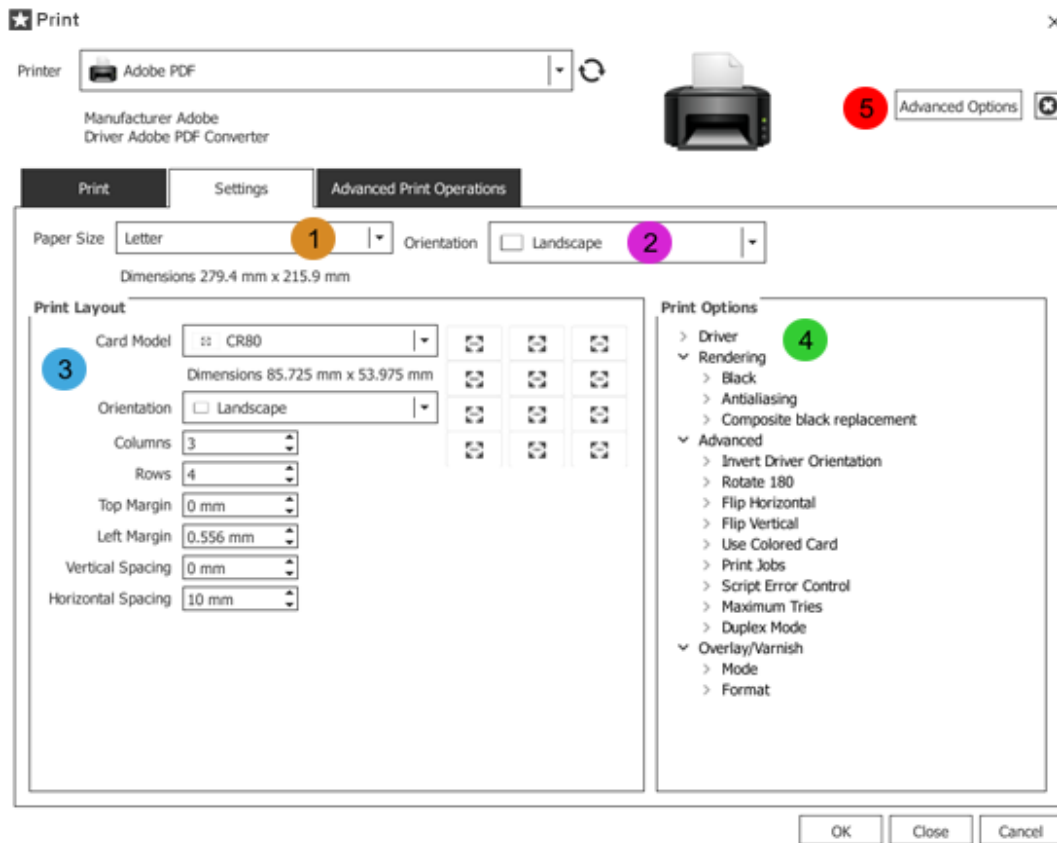 Print
Printer Adobe PDF
5 Advanced Options
Manufacturer Adobe
Driver Adobe PDF Converter
Print Settings Advanced Print Operations
Paper Size Letter 1 Orientation Landscape 2
Dimensions 279.4 mm x 215.9 mm
Print Layout
3
Card Model CR80
Dimensions 85.725 mm x 53.975 mm
Orientation Landscape
Columns 3
Rows 4
Top Margin 0 mm
Left Margin 0.556 mm
Vertical Spacing 0 mm
Horizontal Spacing 10 mm
Print Options
Driver 4
Rendering
Black
Antialiasing
Composite black replacement
Advanced
Invert Driver Orientation
Rotate 180
Flip Horizontal
Flip Vertical
Use Colored Card
Print Jobs
Script Error Control
Maximum Tries
Duplex Mode
Overlay/Varnish
Mode
Format
OK Close Cancel